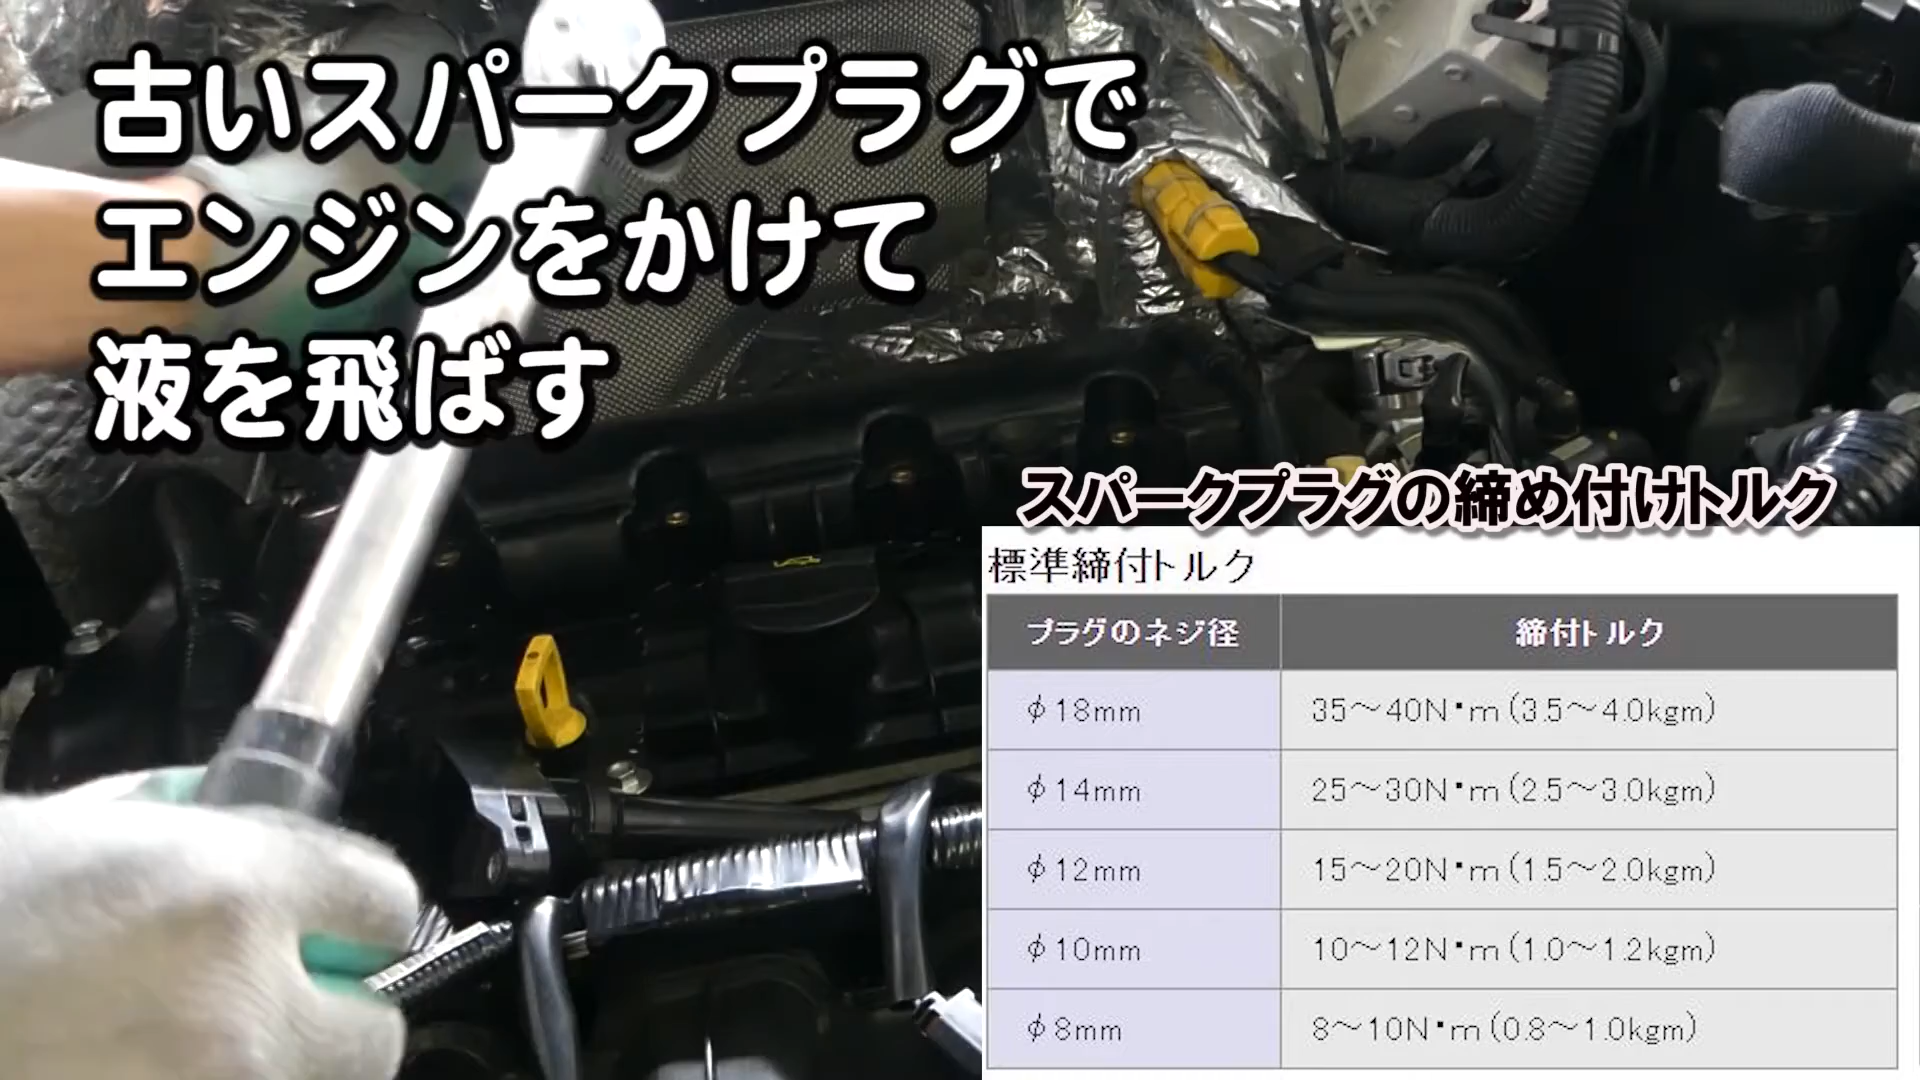 古いスパークプラグで
エンジンをかけて
液を飛ばす
スパークプラグの締め付けトルク
標準締付トルク
プラグのネジ径 締付トルク
φ18mm 35～40N・m(3.5～4.0kgm)
φ14mm 25～30N・m(2.5～3.0kgm)
φ12mm 15～20N・m(1.5～2.0kgm)
φ10mm 10～12N・m(1.0～1.2kgm)
φ8mm 8～10N・m(0.8～1.0kgm)